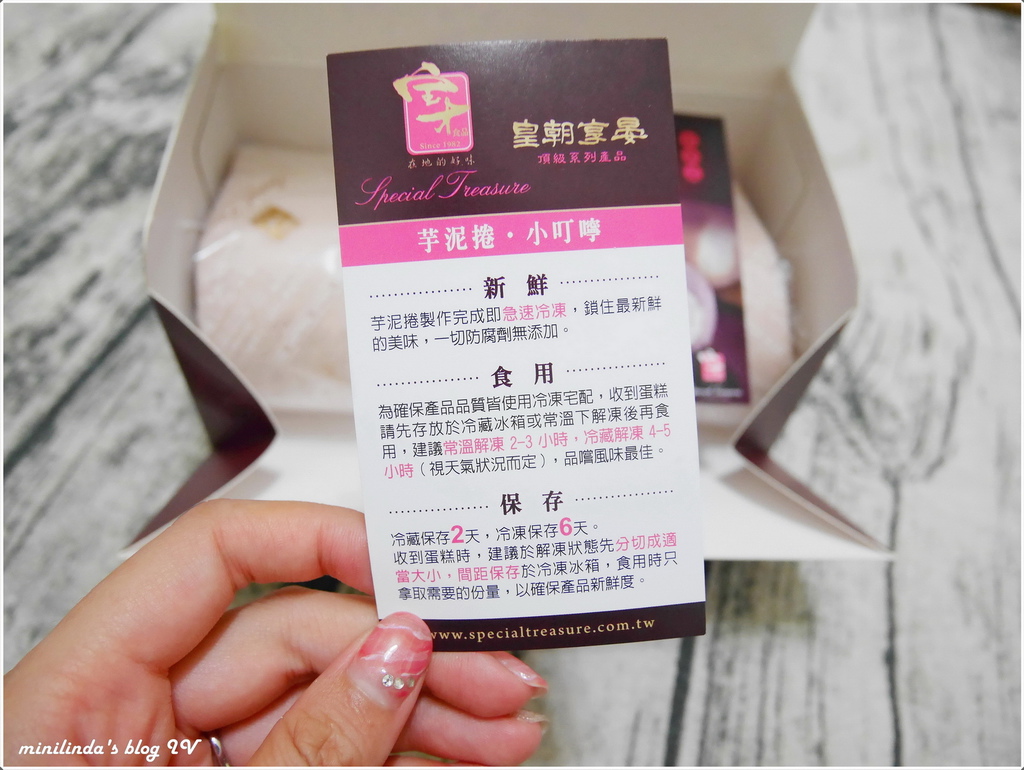 宝才
食品
Since 1982
在地的好味
皇朝宴
頂級系列產品
Special Treasure
芋泥捲・小叮嚀
新 鮮
芋泥捲製作完成即急速冷凍，鎖住最新鮮
的美味，一切防腐劑無添加。
食 用
為確保產品品質皆使用冷凍宅配，收到蛋糕
請先存放於冷藏冰箱或常溫下解凍後再食
用，建議常溫解凍 2-3 小時，冷藏解凍 4-5
小時（視天氣狀況而定），品嚐風味最佳。
保 存
冷藏保存2天，冷凍保存6天。
收到蛋糕時，建議於解凍狀態先分切成適
當大小，間距保存於冷凍冰箱，食用時只
拿取需要的份量，以確保產品新鮮度。
www.specialtreasure.com.tw
minilinda's blog IV